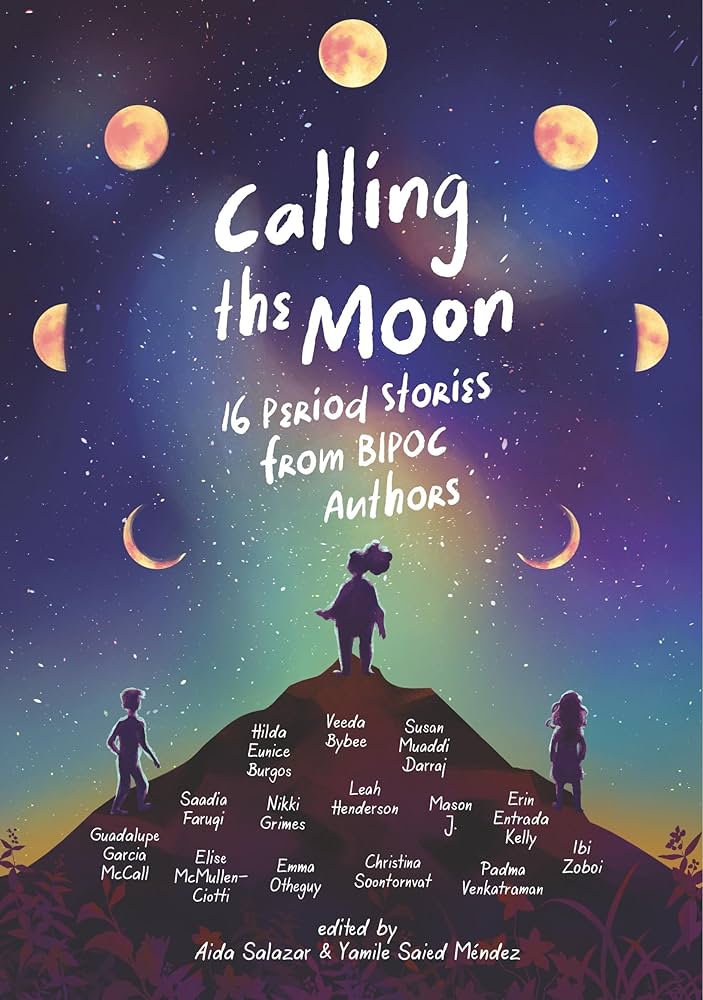 Calling
the Moon
16 Period Stories
from BIPOC
Authors
Hilda
Eunice
Burgos
Veeda
Bybee
Susan
Muaddi
Darraj
Saadia
Faruqi
Nikki
Grimes
Leah
Henderson
Mason
J.
Erin
Entrada
Kelly
Guadalupe
Garcia
McCall
Elise
McMullen-
Ciotti
Emma
Otheguy
Christina
Soontornvat
Padma
Venkatraman
Ibi
Zoboi
edited by
Aida Salazar & Yamile Saied Méndez